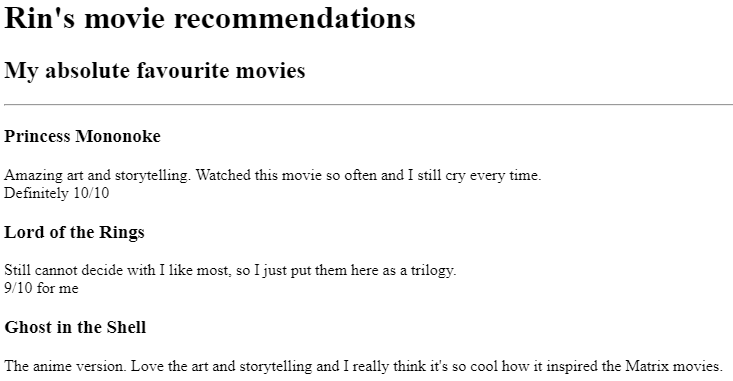 Rin's movie recommendations
My absolute favourite movies
Princess Mononoke
Amazing art and storytelling. Watched this movie so often and I still cry every time.
Definitely 10/10
Lord of the Rings
Still cannot decide with I like most, so I just put them here as a trilogy.
9/10 for me
Ghost in the Shell
The anime version. Love the art and storytelling and I really think it's so cool how it inspired the Matrix movies.